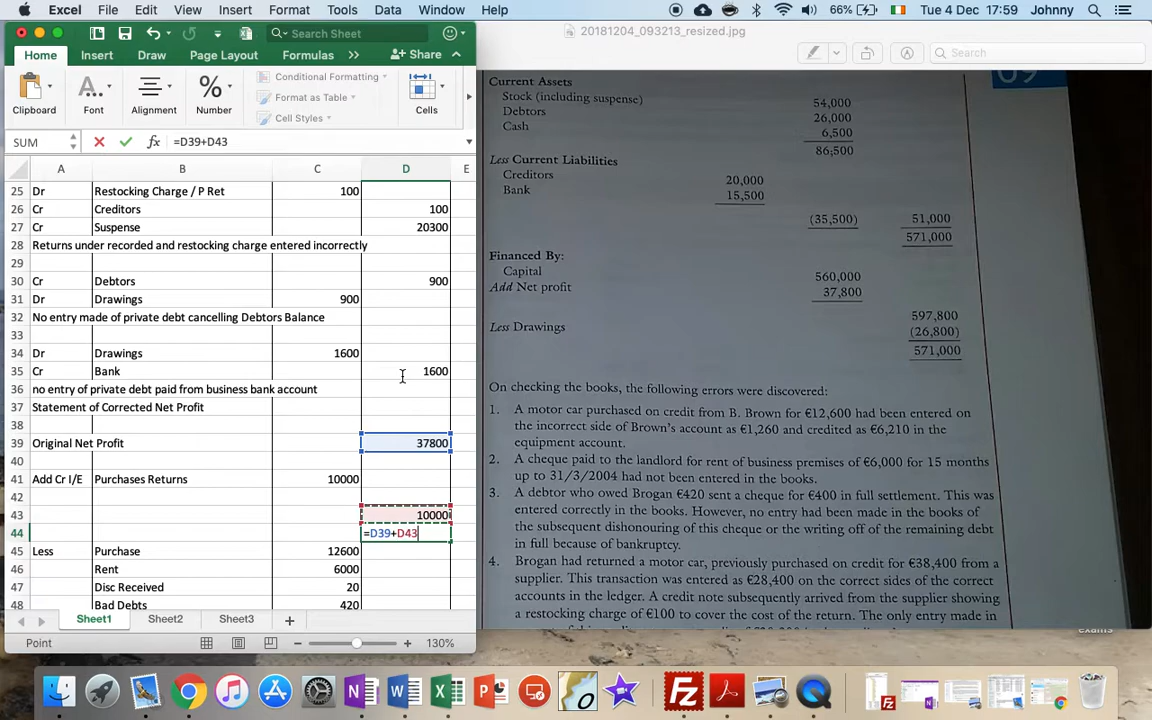 Excel File Edit View Insert Format Tools Data Window Help 66% Tue 4 Dec 17:59 Johnny
Search Sheet
20181204_093213_resized.jpg
Home Insert Draw Page Layout Formulas Share
Search
Clipboard Font Alignment Number Cells
Conditional Formatting
Format as Table
Cell Styles
SUM fx =D39+D43
A B C D E
25 Dr Restocking Charge / P Ret 100
26 Cr Creditors 100
27 Cr Suspense 20300
28 Returns under recorded and restocking charge entered incorrectly
29
30 Cr Debtors 900
31 Dr Drawings 900
32 No entry made of private debt cancelling Debtors Balance
33
34 Dr Drawings 1600
35 Cr Bank 1600
36 no entry of private debt paid from business bank account
37 Statement of Corrected Net Profit
38
39 Original Net Profit 37800
40
41 Add Cr I/E Purchases Returns 10000
42
43 10000
44 =D39+D43
45 Less Purchase 12600
46 Rent 6000
47 Disc Received 20
48 Bad Debts 420
Sheet1 Sheet2 Sheet3
Point 130%
09
Current Assets
Stock (including suspense) 54,000
Debtors 26,000
Cash 6,500
86,500
Less Current Liabilities
Creditors 20,000
Bank 15,500
(35,500) 51,000
571,000
Financed By:
Capital 560,000
Add Net profit 37,800
597,800
Less Drawings (26,800)
571,000
On checking the books, the following errors were discovered:
1. A motor car purchased on credit from B. Brown for €12,600 had been entered on
the incorrect side of Brown's account as €1,260 and credited as €6,210 in the
equipment account.
2. A cheque paid to the landlord for rent of business premises of €6,000 for 15 months
up to 31/3/2004 had not been entered in the books.
3. A debtor who owed Brogan €420 sent a cheque for €400 in full settlement. This was
entered correctly in the books. However, no entry had been made in the books of
the subsequent dishonouring of this cheque or the writing off of the remaining debt
in full because of bankruptcy.
4. Brogan had returned a motor car, previously purchased on credit for €38,400 from a
supplier. This transaction was entered as €28,400 on the correct sides of the correct
accounts in the ledger. A credit note subsequently arrived from the supplier showing
a restocking charge of €100 to cover the cost of the return. The only entry made in
exams